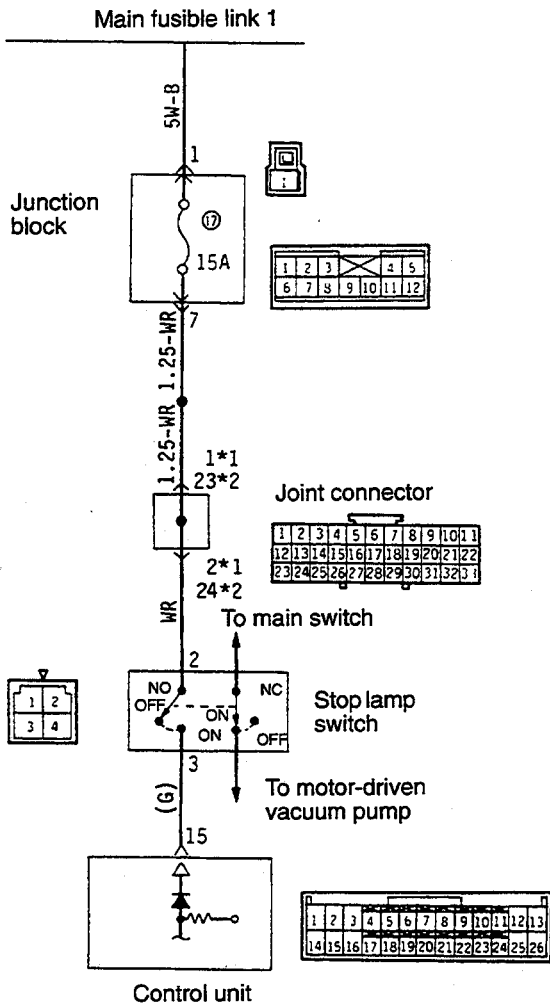 Main fusible link 1
5W-B
1
1
Junction
block
17
15A
1 2 3 4 5
6 7 8 9 10 11 12
7
1.25-WR
1.25-WR
1*1
23*2
Joint connector
1 2 3 4 5 6 7 8 9 10 11
12 13 14 15 16 17 18 19 20 21 22
23 24 25 26 27 28 29 30 31 32 33
2*1
24*2
WR
To main switch
2
NO
OFF
ON
ON
NC
OFF
Stop lamp
switch
1 2
3 4
3
(G)
To motor-driven
vacuum pump
15
1 2 3 4 5 6 7 8 9 10 11 12 13
14 15 16 17 18 19 20 21 22 23 24 25 26
Control unit